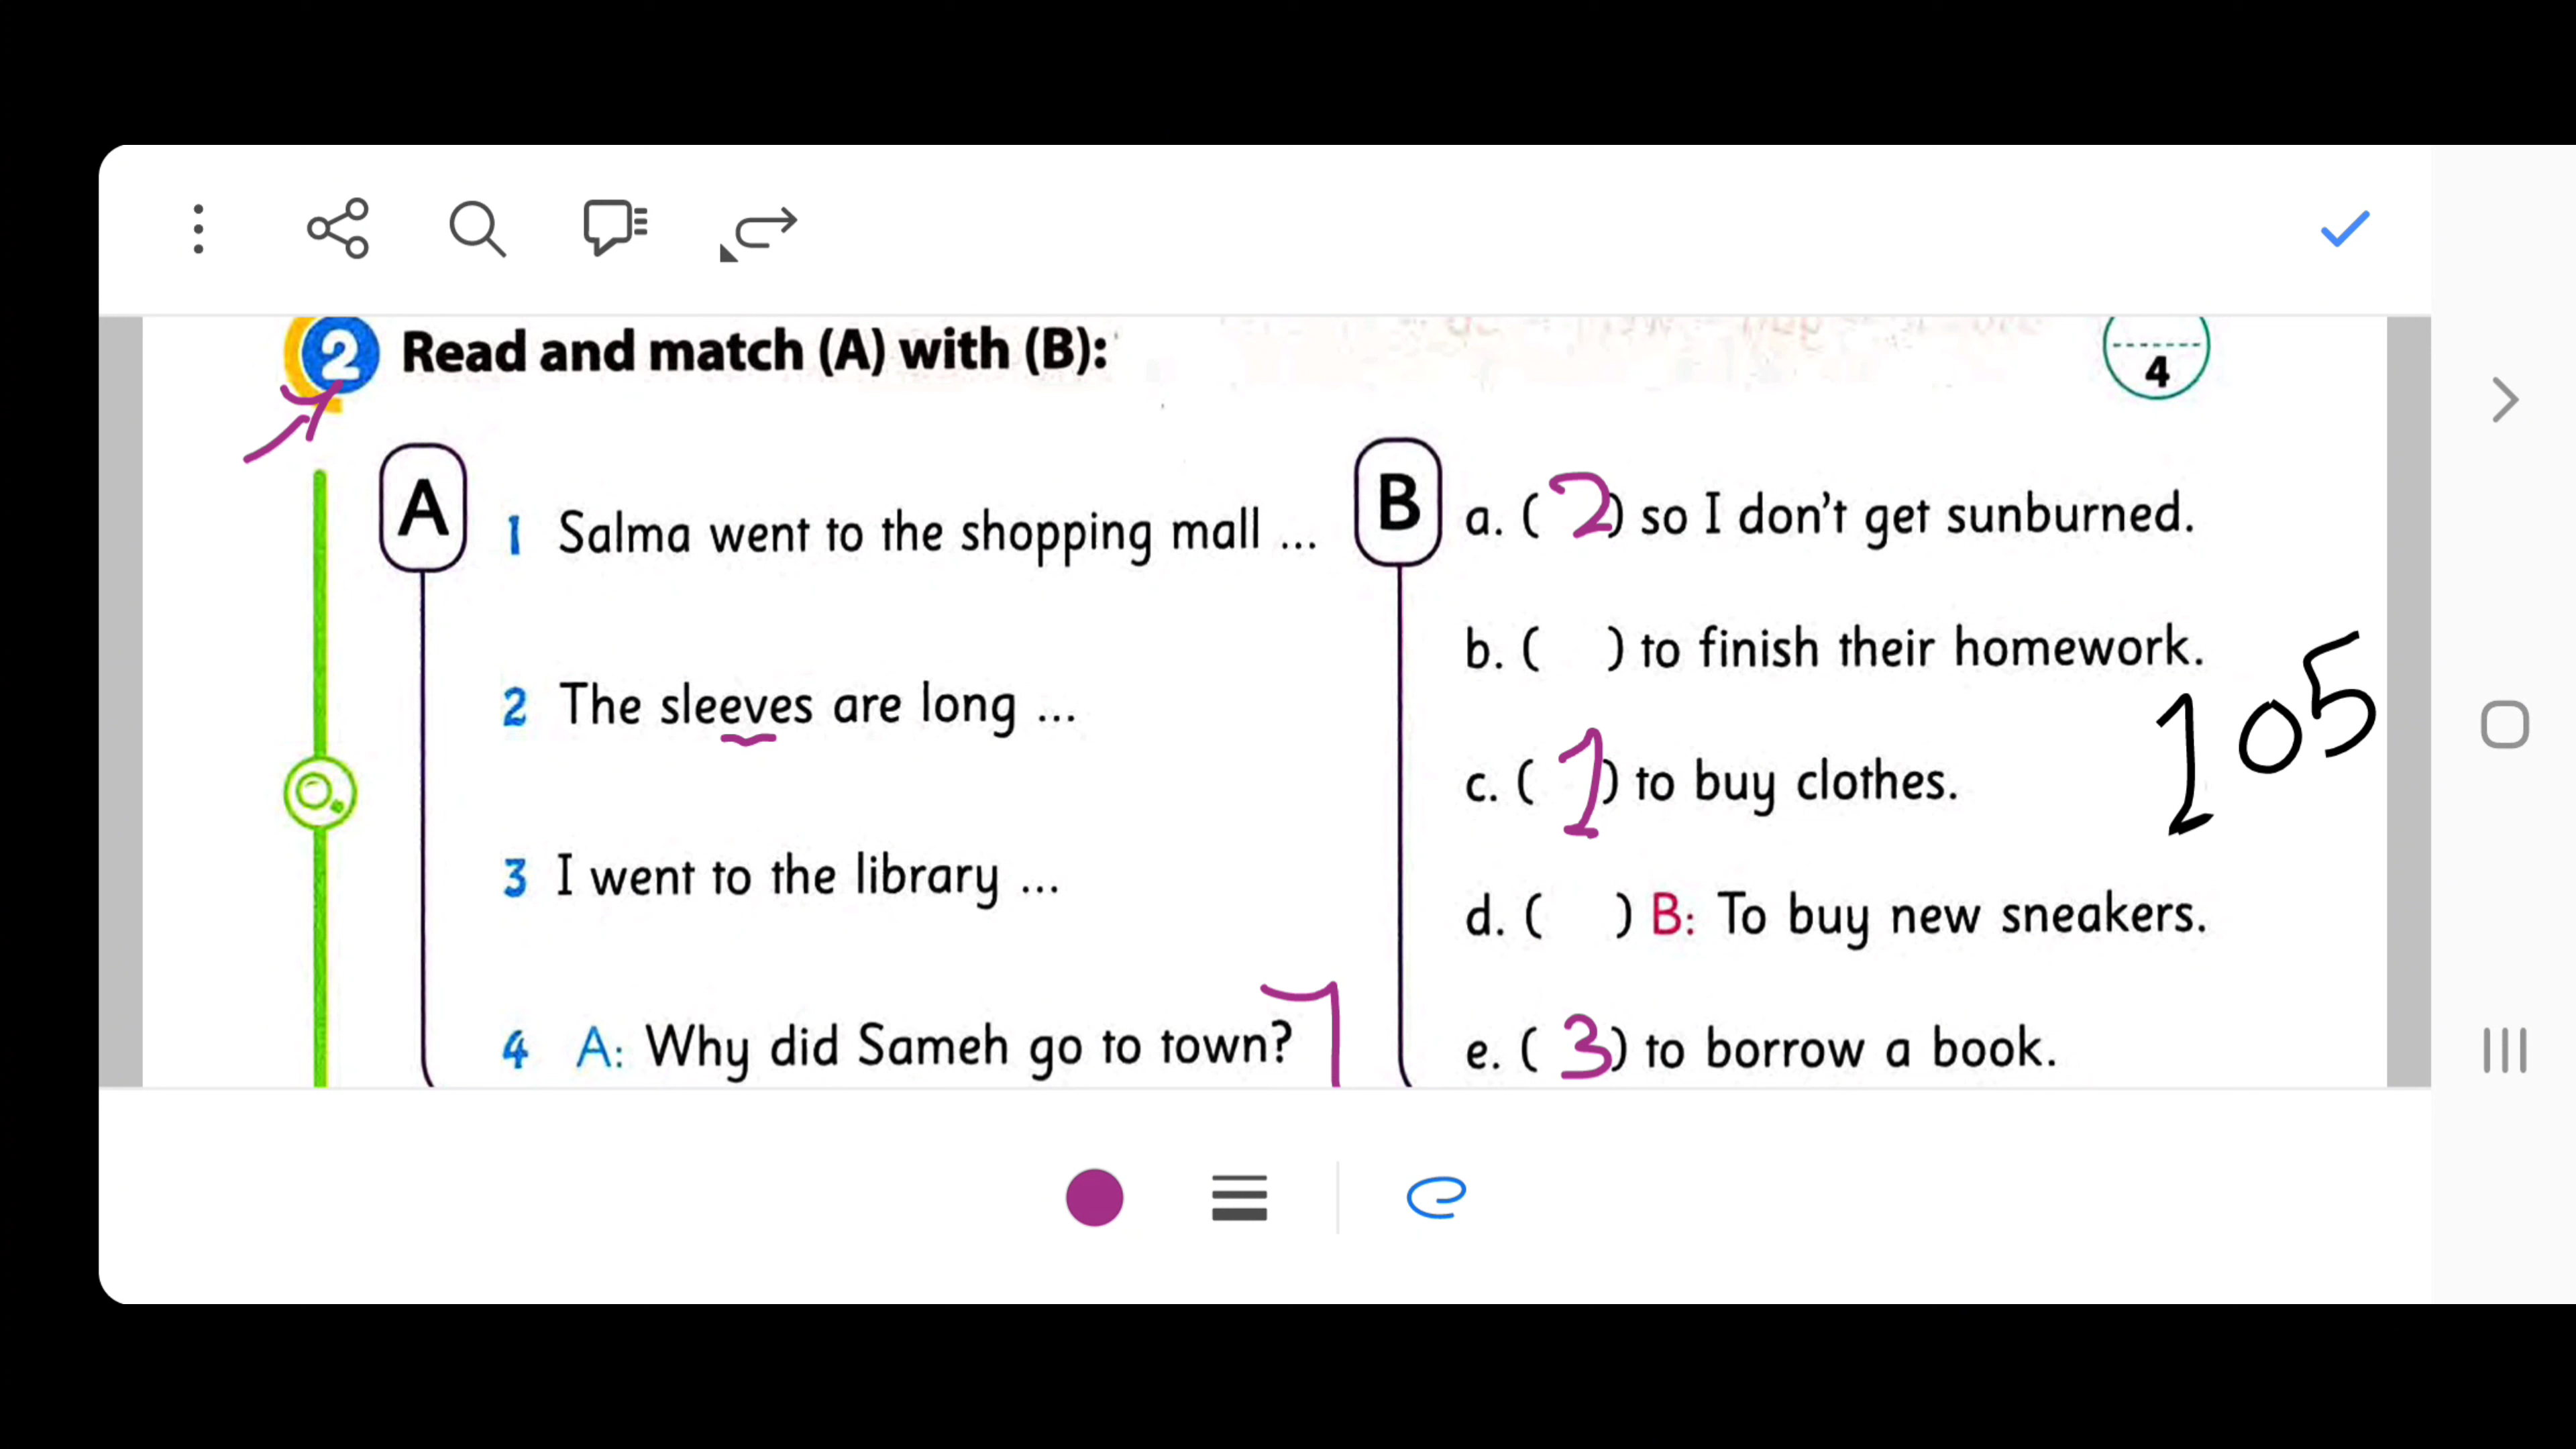 2 Read and match (A) with (B):
4
A
1 Salma went to the shopping mall ...
2 The sleeves are long ...
3 I went to the library ...
4 A: Why did Sameh go to town?
B
a. ( 2 ) so I don't get sunburned.
b. ( ) to finish their homework.
c. ( 1 ) to buy clothes.
d. ( ) B: To buy new sneakers.
e. ( 3 ) to borrow a book.
105